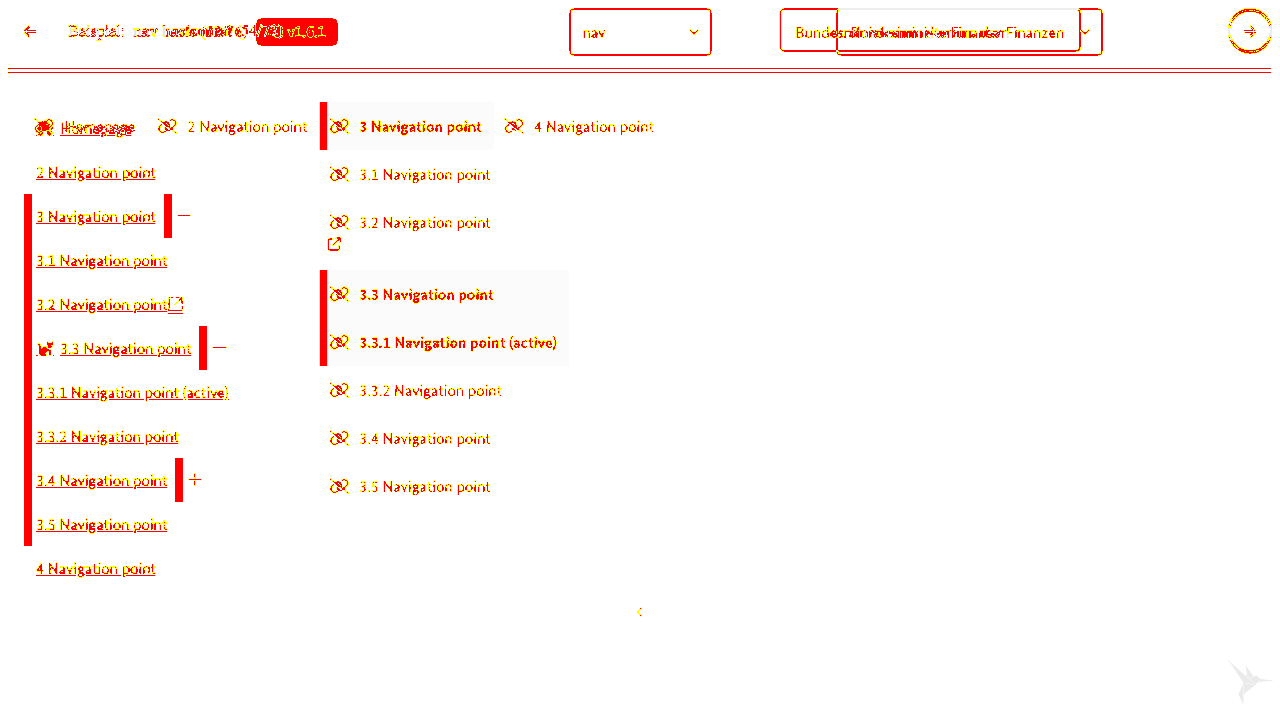 Beispiel: nav v1.6.1
nav
Homepage
2 Navigation point
3 Navigation point
4 Navigation point
2 Navigation point
3.1 Navigation point
3 Navigation point
3.2 Navigation point
3.1 Navigation point
3.2 Navigation point
3.3 Navigation point
3.3 Navigation point
3.3.1 Navigation point (active)
3.3.1 Navigation point (active)
3.3.2 Navigation point
3.3.2 Navigation point
3.4 Navigation point
3.4 Navigation point
3.5 Navigation point
3.5 Navigation point
4 Navigation point